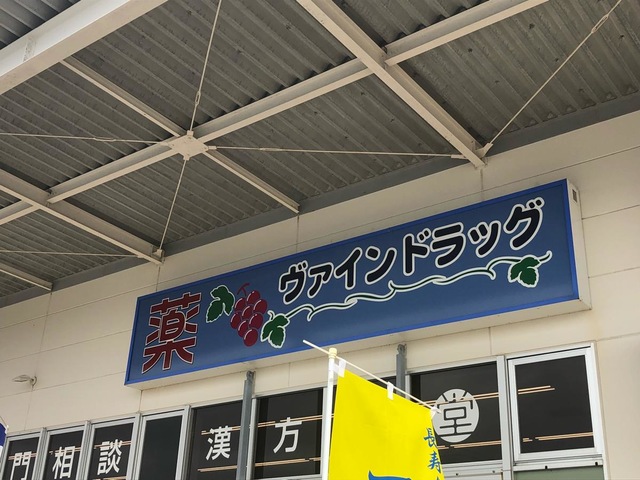 薬 ヴァインドラッグ
門相談 漢方 堂
長寿